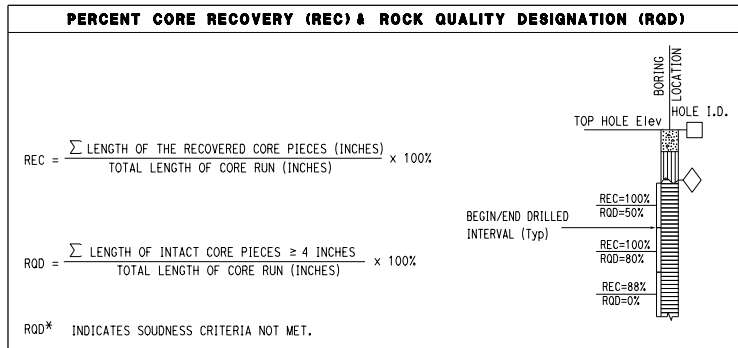 PERCENT CORE RECOVERY (REC) & ROCK QUALITY DESIGNATION (RQD)
BORING
LOCATION
HOLE I.D.
TOP HOLE Elev
REC = ∑ LENGTH OF THE RECOVERED CORE PIECES (INCHES) / TOTAL LENGTH OF CORE RUN (INCHES) x 100%
REC=100%
RQD=50%
BEGIN/END DRILLED
INTERVAL (Typ)
REC=100%
RQD=80%
RQD = ∑ LENGTH OF INTACT CORE PIECES ≥ 4 INCHES / TOTAL LENGTH OF CORE RUN (INCHES) x 100%
REC=88%
RQD=0%
RQD* INDICATES SOUDNESS CRITERIA NOT MET.